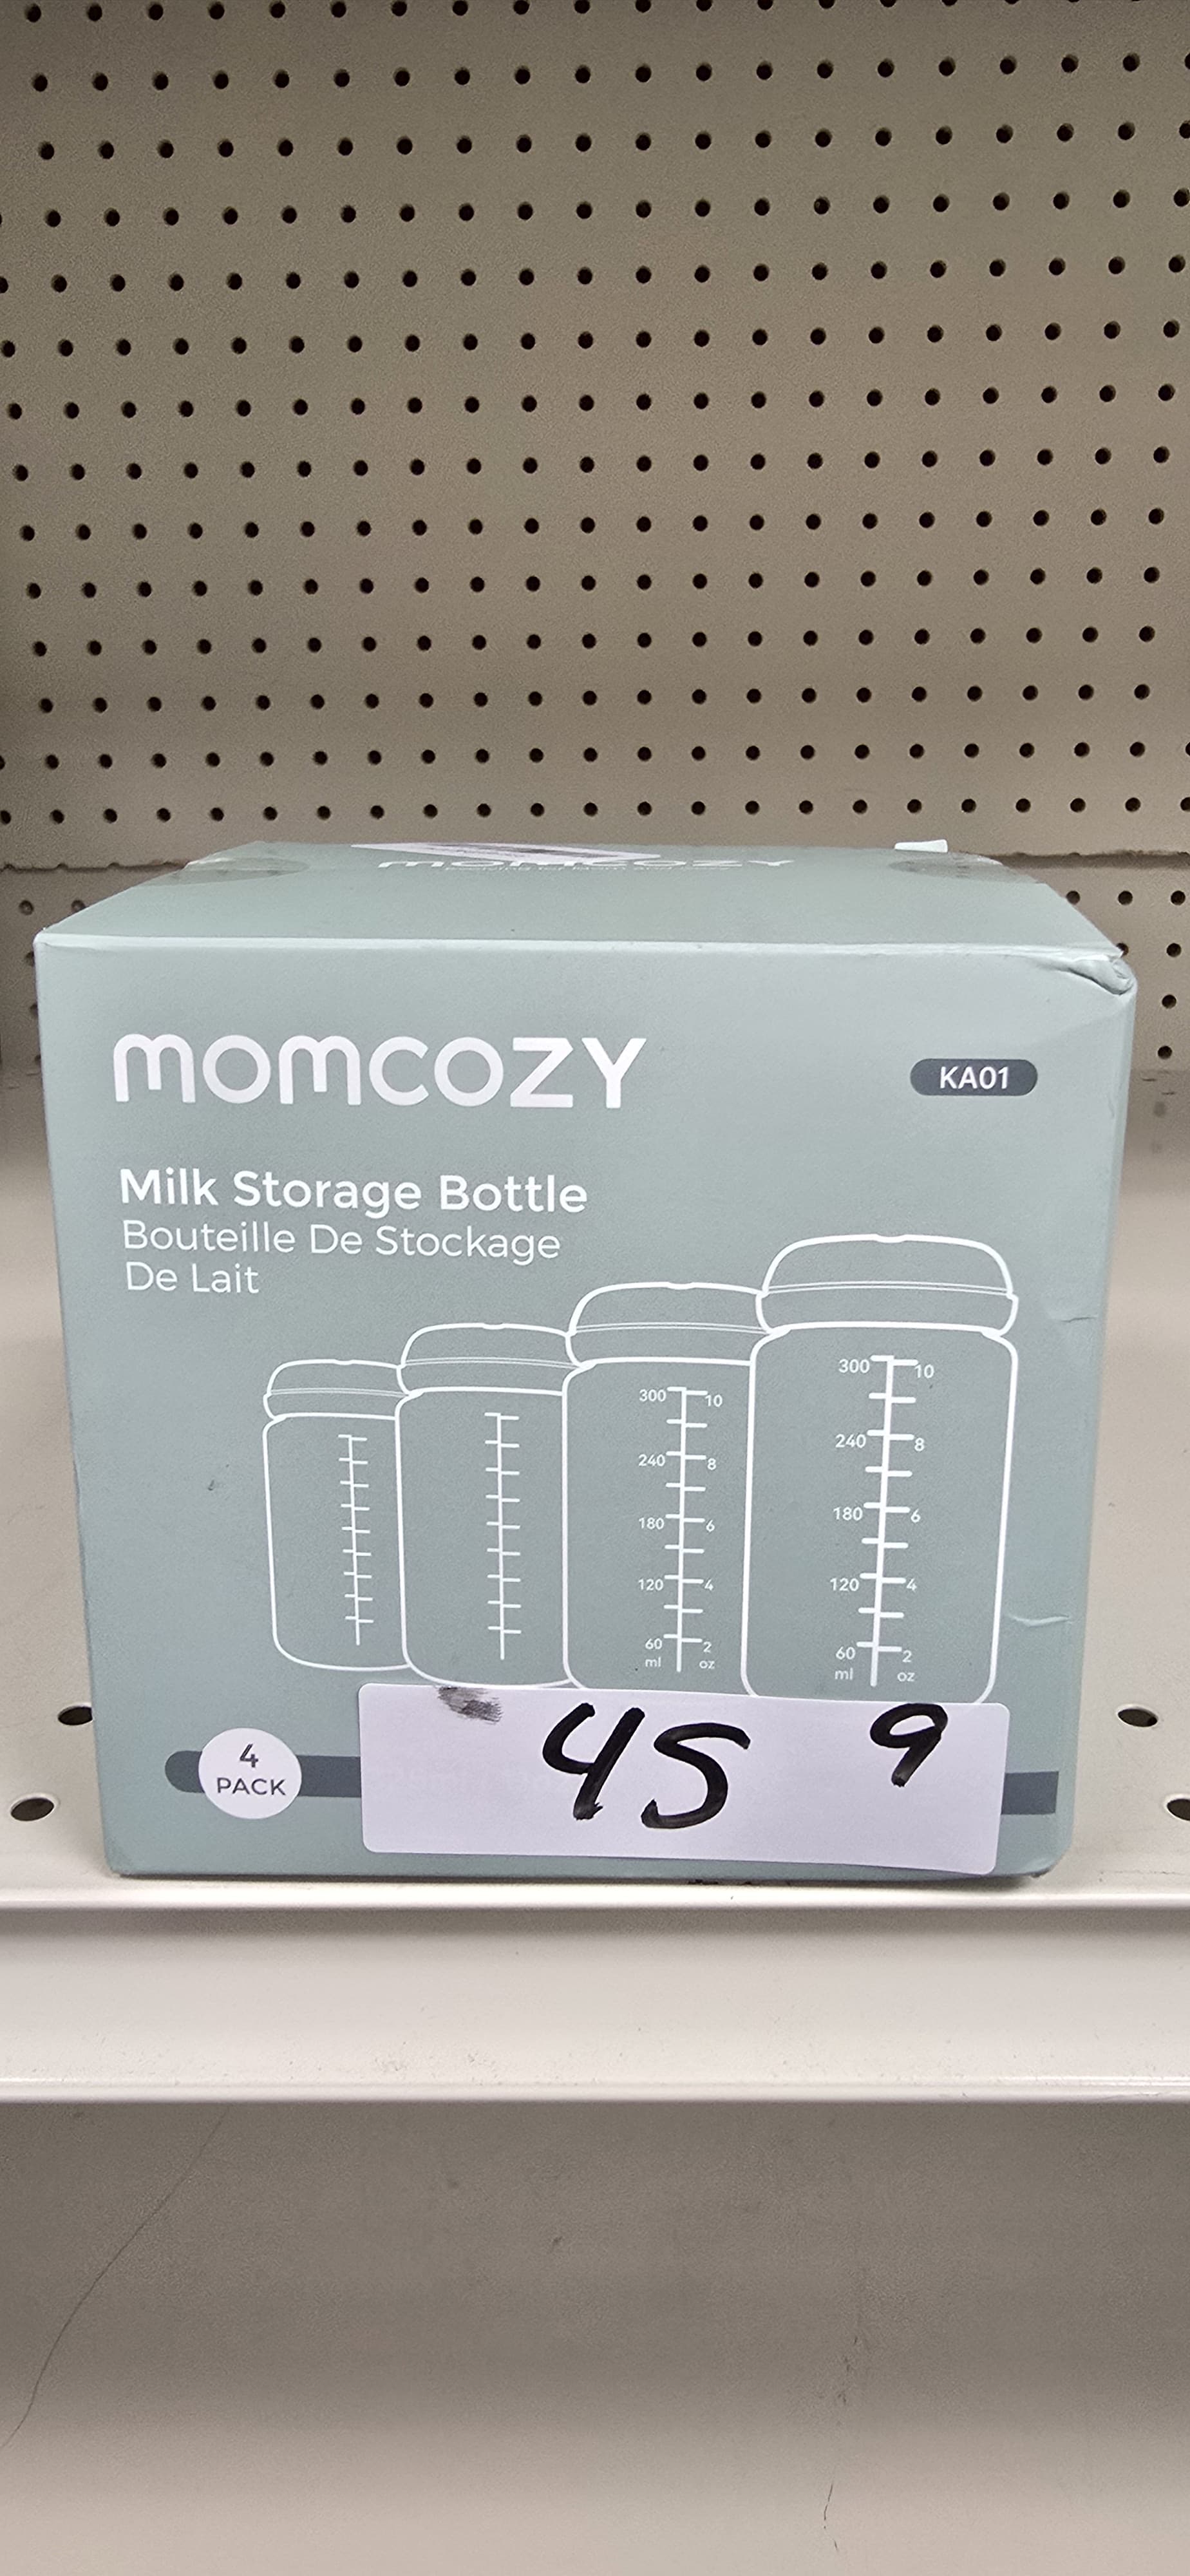 momcozy
momcozy
KA01
Milk Storage Bottle
Bouteille De Stockage
De Lait
300 10
240 8
180 6
120 4
60 2
ml oz
300 10
240 8
180 6
120 4
60 2
ml oz
4
PACK
45 9